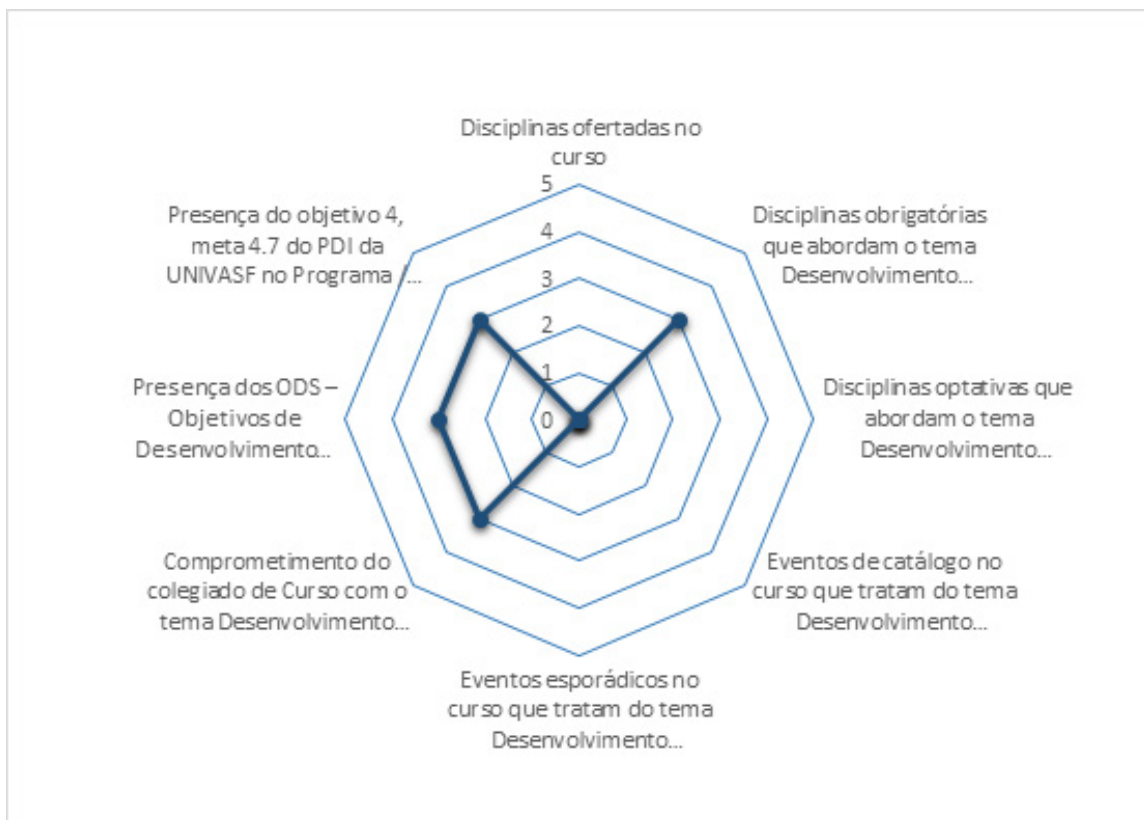 Disciplinas ofertadas no
curso
5
4
3
2
1
0
Disciplinas obrigatórias
que abordam o tema
Desenvolvimento...
Disciplinas optativas que
abordam o tema
Desenvolvimento...
Eventos de catálogo no
curso que tratam do tema
Desenvolvimento...
Eventos esporádicos no
curso que tratam do tema
Desenvolvimento...
Comprometimento do
colegiado de Curso com o
tema Desenvolvimento...
Presença dos ODS –
Objetivos de
Desenvolvimento...
Presença do objetivo 4,
meta 4.7 do PDI da
UNIVASF no Programa /...